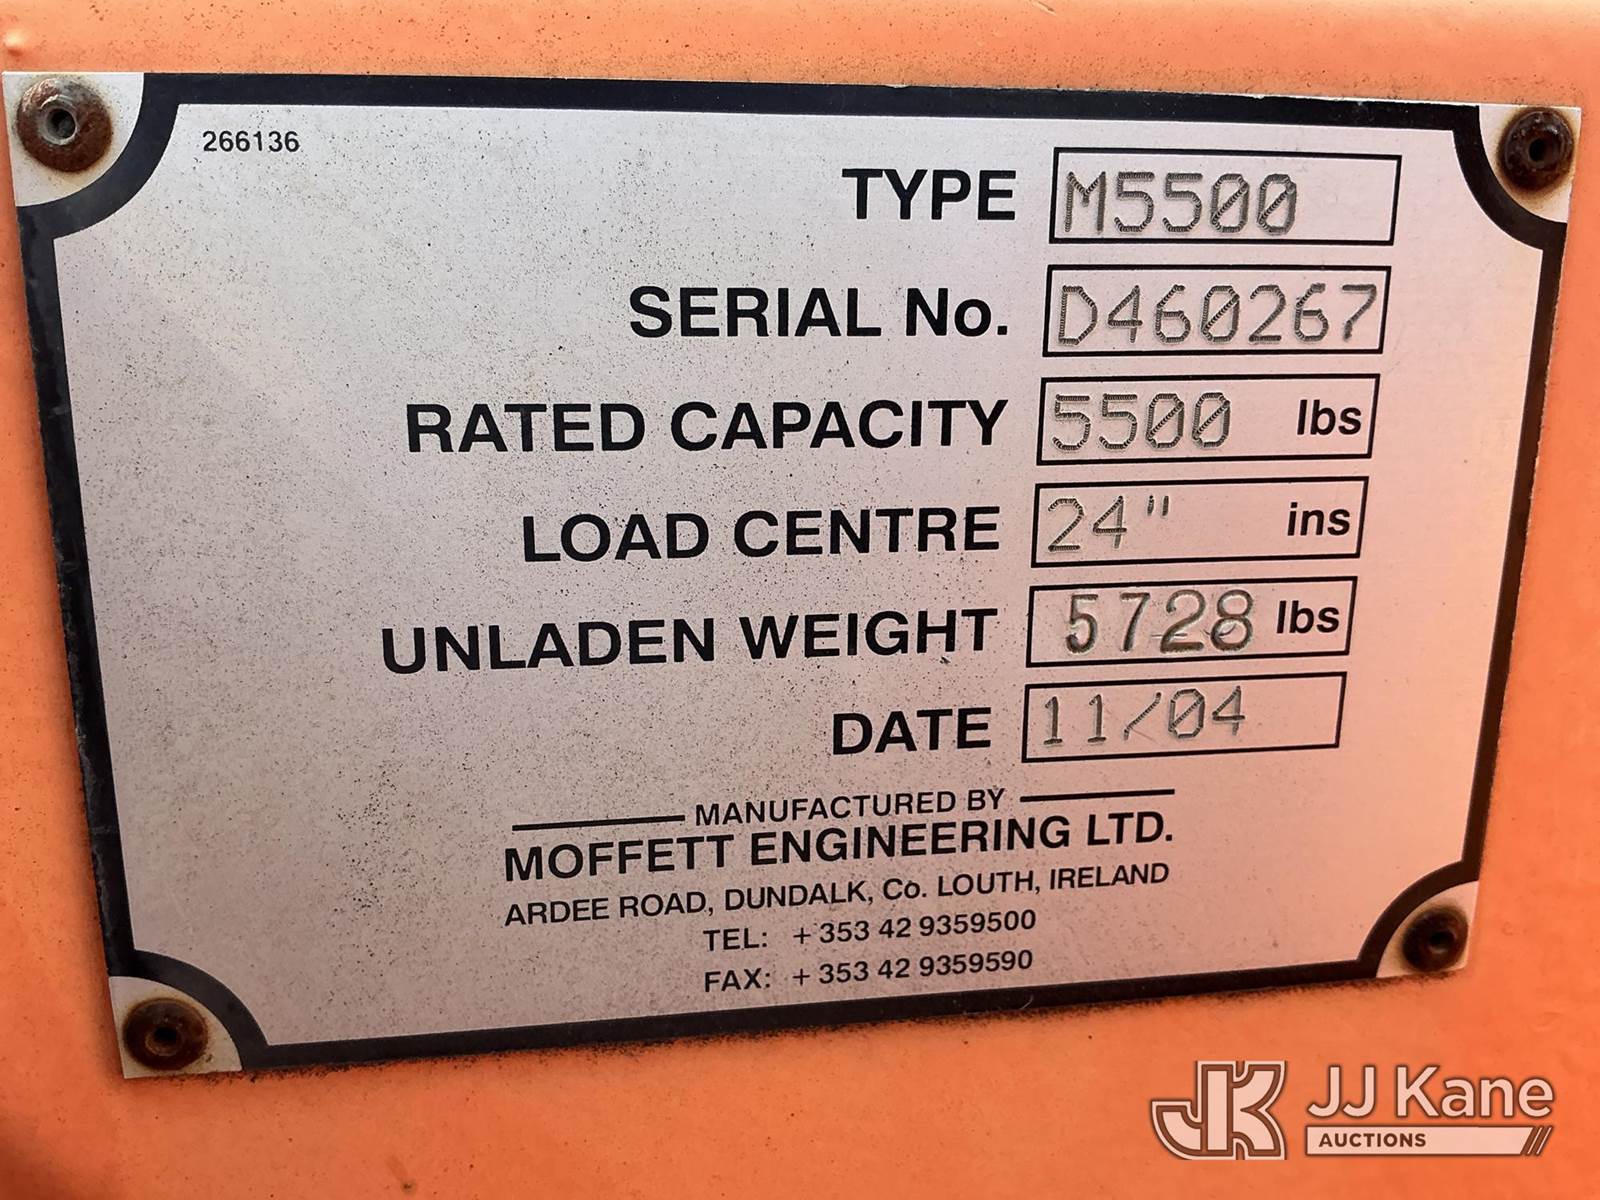 266136
TYPE M5500
SERIAL No. D460267
RATED CAPACITY 5500 lbs
LOAD CENTRE 24" ins
UNLADEN WEIGHT 5728 lbs
DATE 11/04
MANUFACTURED BY
MOFFETT ENGINEERING LTD.
ARDEE ROAD, DUNDALK, Co. LOUTH, IRELAND
TEL: +353 42 9359500
FAX: +353 42 9359590
JK JJ Kane
AUCTIONS